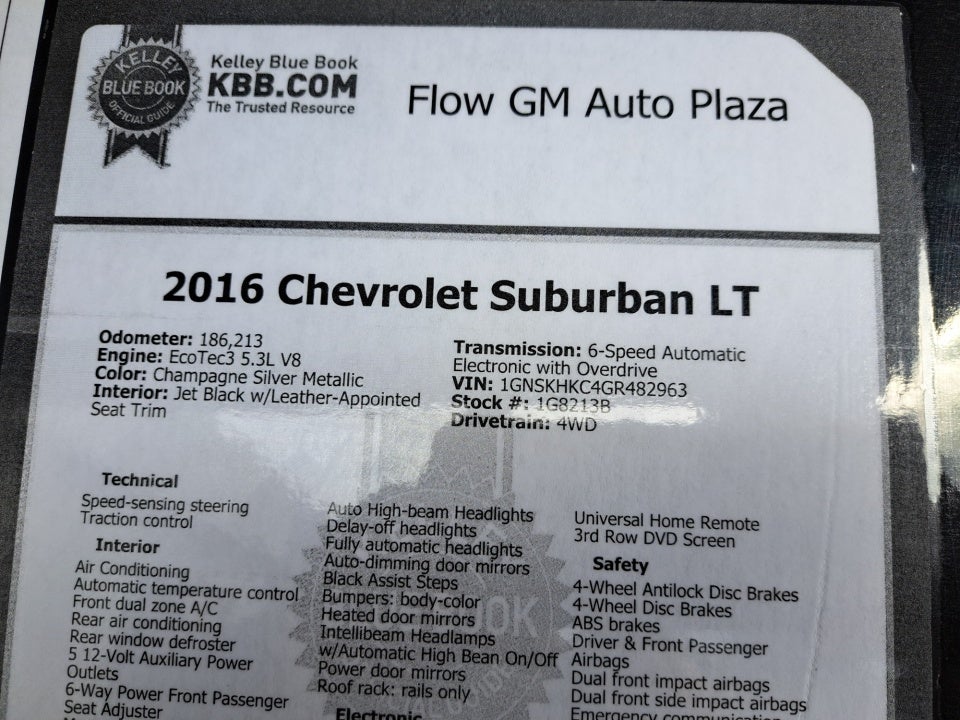 KELLEY
BLUE BOOK
OFFICIAL GUIDE
Kelley Blue Book
KBB.COM
The Trusted Resource
Flow GM Auto Plaza
2016 Chevrolet Suburban LT
Odometer: 186,213
Engine: EcoTec3 5.3L V8
Color: Champagne Silver Metallic
Interior: Jet Black w/Leather-Appointed
Seat Trim
Transmission: 6-Speed Automatic
Electronic with Overdrive
VIN: 1GNSKHKC4GR482963
Stock #: 1G8213B
Drivetrain: 4WD
Technical
Speed-sensing steering
Traction control
Interior
Air Conditioning
Automatic temperature control
Front dual zone A/C
Rear air conditioning
Rear window defroster
5 12-Volt Auxiliary Power
Outlets
6-Way Power Front Passenger
Seat Adjuster
Auto High-beam Headlights
Delay-off headlights
Fully automatic headlights
Auto-dimming door mirrors
Black Assist Steps
Bumpers: body-color
Heated door mirrors
Intellibeam Headlamps
w/Automatic High Bean On/Off
Power door mirrors
Roof rack: rails only
Electronic
Universal Home Remote
3rd Row DVD Screen
Safety
4-Wheel Antilock Disc Brakes
4-Wheel Disc Brakes
ABS brakes
Driver & Front Passenger
Airbags
Dual front impact airbags
Dual front side impact airbags
Emergency communication